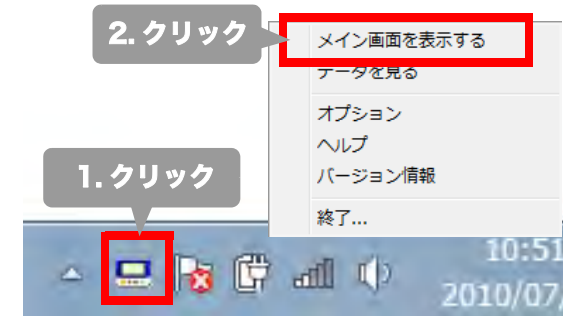 2. クリック
メイン画面を表示する
データを見る
オプション
ヘルプ
バージョン情報
終了...
1. クリック
10:51
2010/07/